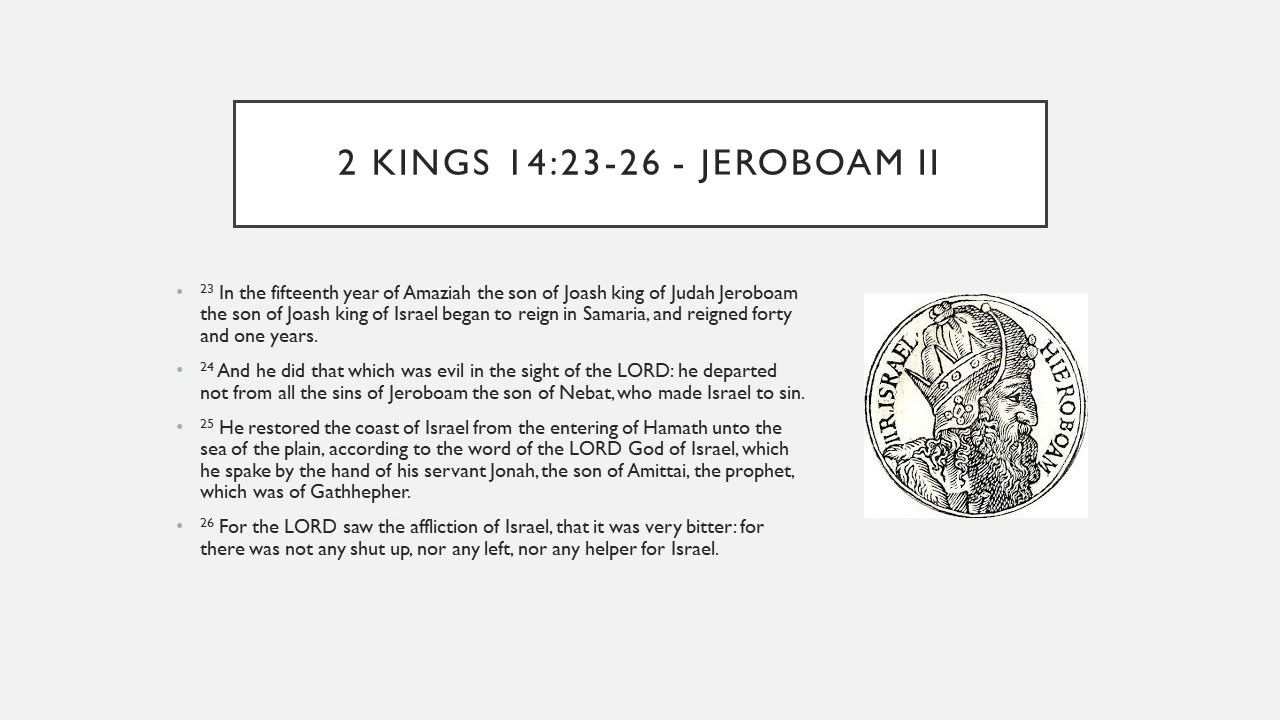 2 KINGS 14:23-26 - JEROBOAM II
• 23 In the fifteenth year of Amaziah the son of Joash king of Judah Jeroboam
the son of Joash king of Israel began to reign in Samaria, and reigned forty
and one years.
• 24 And he did that which was evil in the sight of the LORD: he departed
not from all the sins of Jeroboam the son of Nebat, who made Israel to sin.
• 25 He restored the coast of Israel from the entering of Hamath unto the
sea of the plain, according to the word of the LORD God of Israel, which
he spake by the hand of his servant Jonah, the son of Amittai, the prophet,
which was of Gathhepher.
• 26 For the LORD saw the affliction of Israel, that it was very bitter: for
there was not any shut up, nor any left, nor any helper for Israel.
HIEROBOAM
II.R.ISRAEL